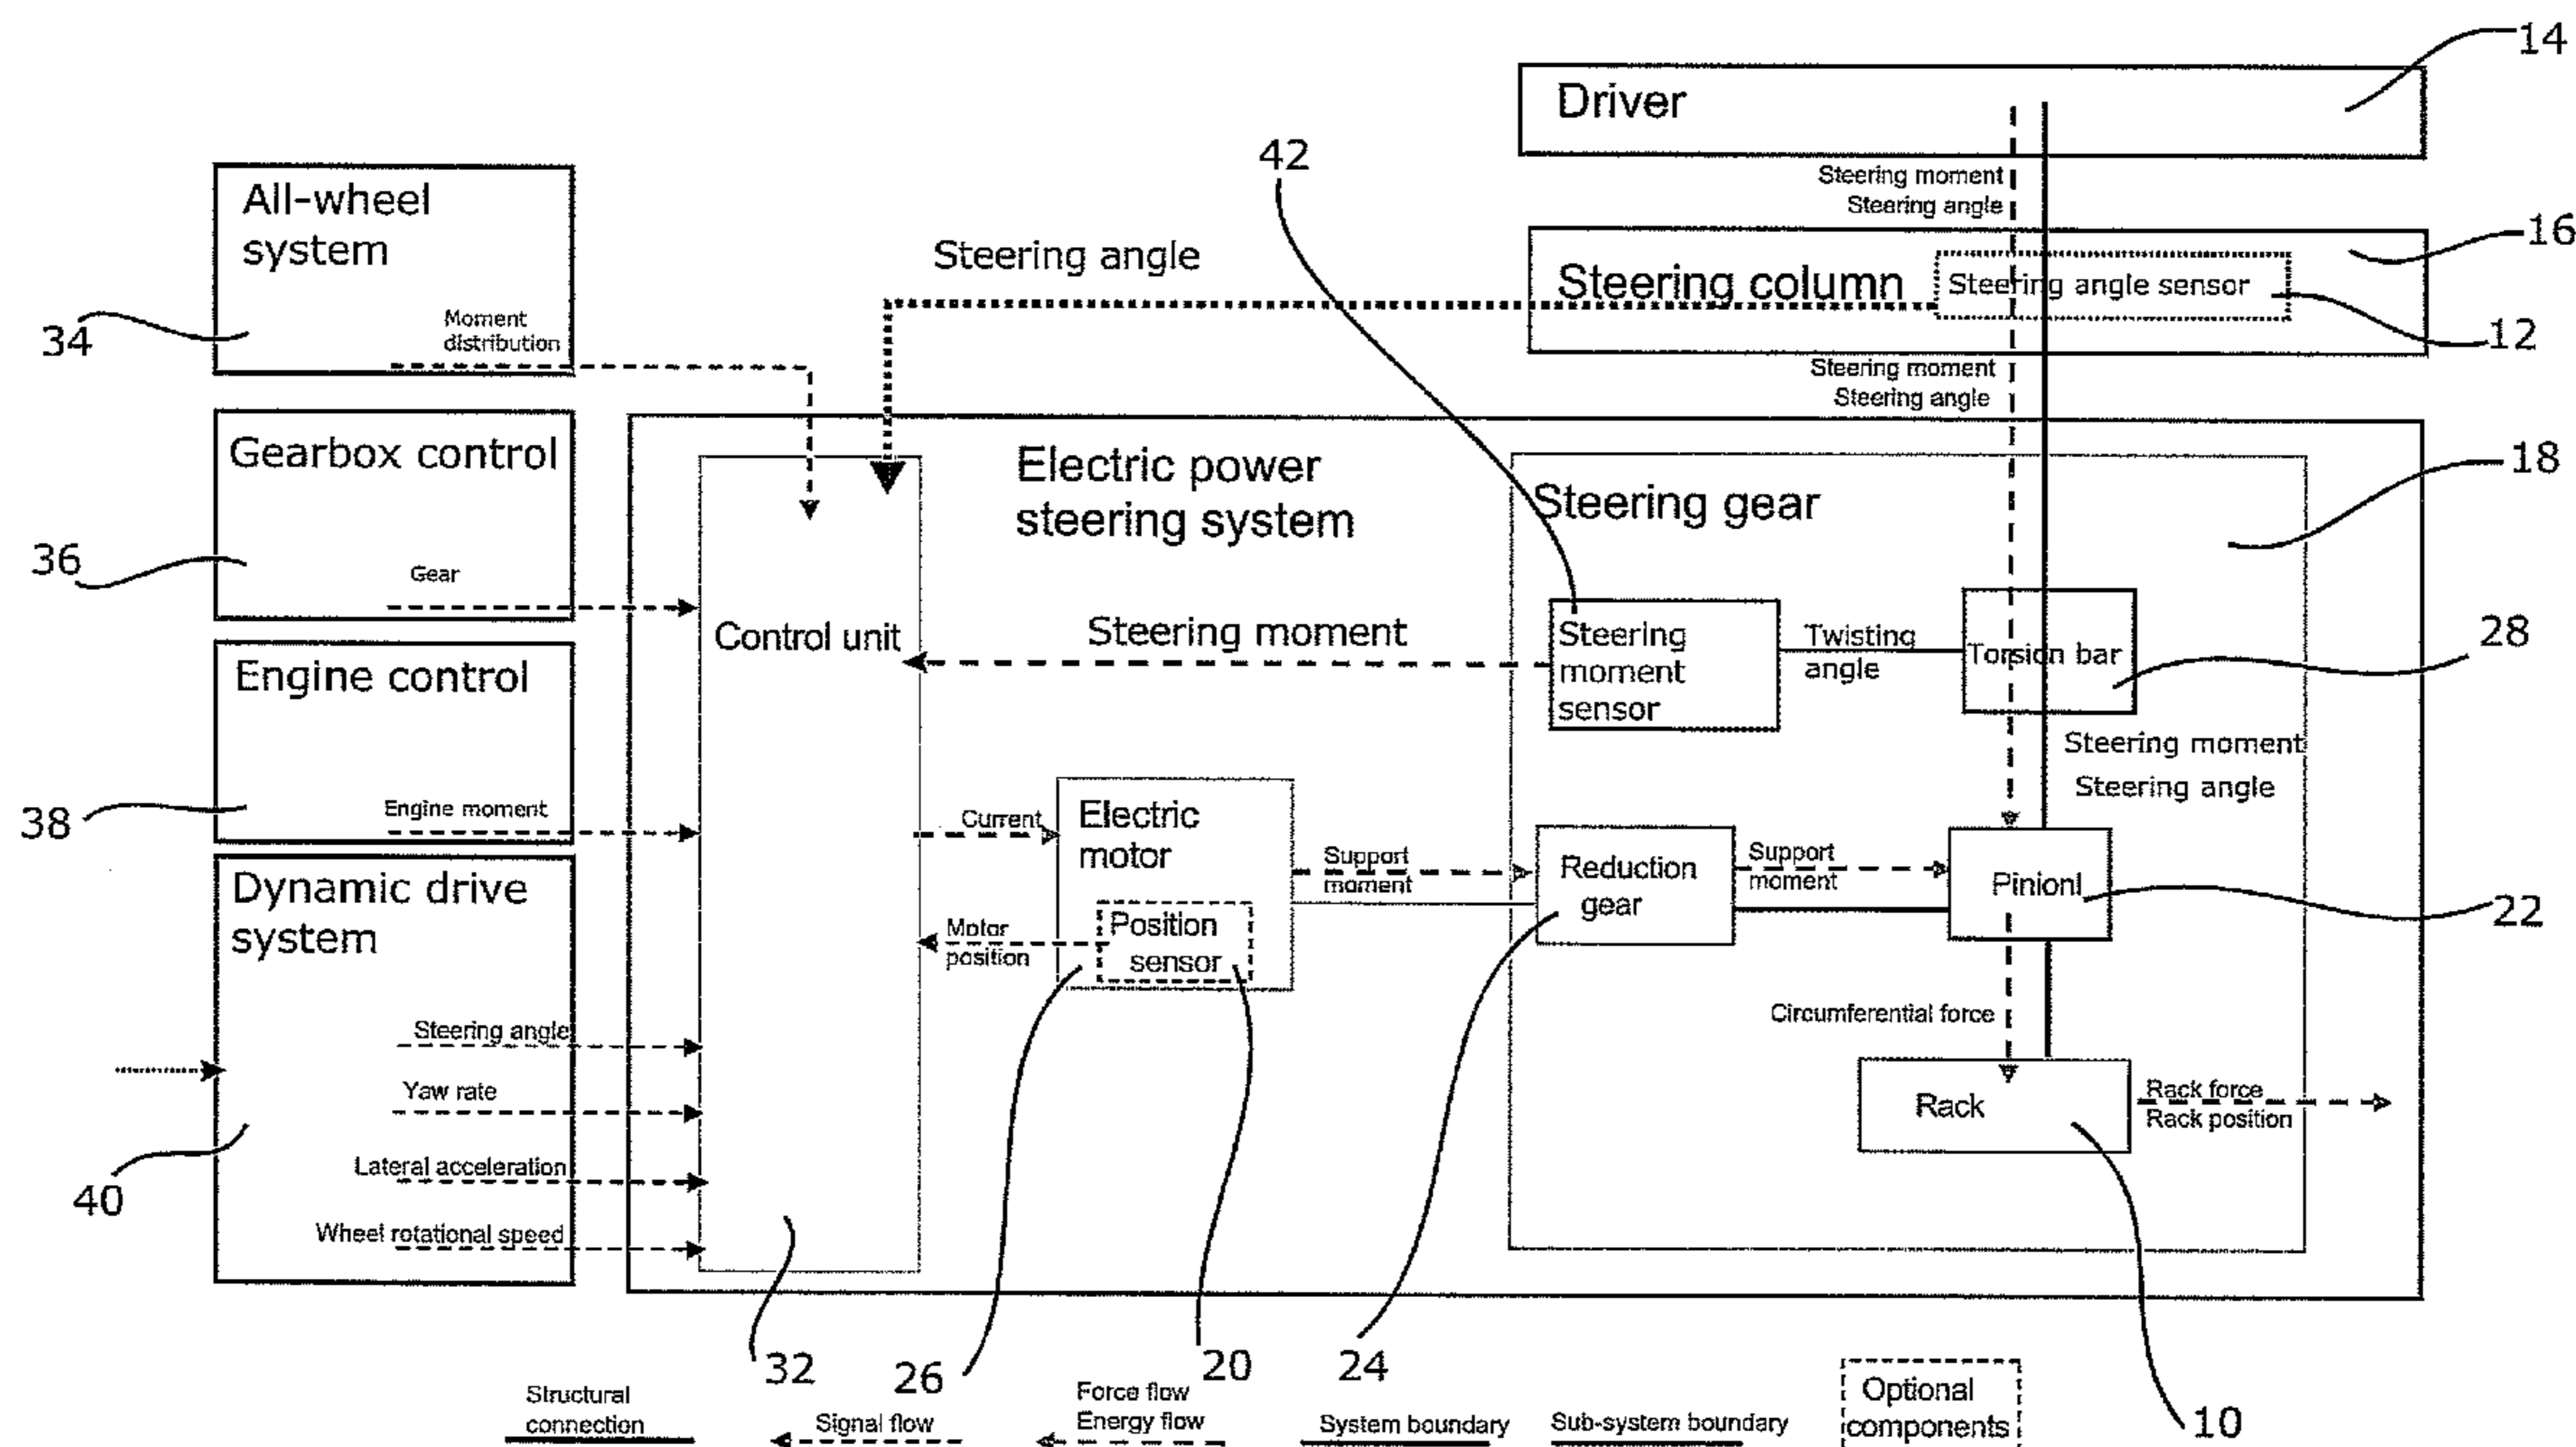 14
Driver
42
Steering moment
Steering angle
All-wheel
system
Moment
distribution
34
Steering angle
16
Steering column
Steering angle sensor
12
Steering moment
Steering angle
Gearbox control
Gear
36
Electric power
steering system
Steering gear
18
Control unit
Steering moment
Steering
moment
sensor
Twisting
angle
Torsion bar
28
Engine control
Engine moment
38
Steering moment
Steering angle
Current
Electric
motor
Support
moment
Reduction
gear
Support
moment
Pinionl
22
Dynamic drive
system
Motor
position
Position
sensor
Circumferential force
Steering angle
Yaw rate
Lateral acceleration
Wheel rotational speed
40
Rack
Rack force
Rack position
32
26
20
24
10
Structural
connection
Signal flow
Force flow
Energy flow
System boundary
Sub-system boundary
Optional
components